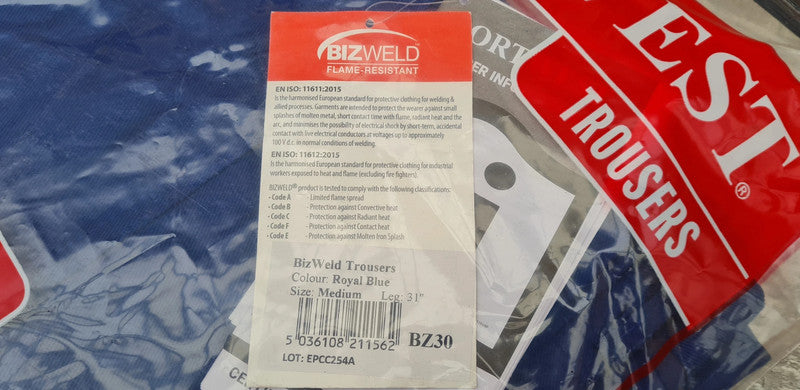 BIZWELD™
FLAME-RESISTANT
EN ISO: 11611:2015
Is the harmonised European standard for protective clothing for welding &
allied processes. Garments are intended to protect the wearer against small
splashes of molten metal, short contact time with flame, radiant heat and the
arc, and minimises the possibility of electrical shock by short-term, accidental
contact with live electrical conductors at voltages up to approximately
100 V d.c. in normal conditions of welding.
EN ISO: 11612:2015
Is the harmonised European standard for protective clothing for industrial
workers exposed to heat and flame (excluding fire fighters).
BIZWELD® product is tested to comply with the following classifications:
- Code A - Limited flame spread
- Code B - Protection against Convective heat
- Code C - Protection against Radiant heat
- Code F - Protection against Contact heat
- Code E - Protection against Molten Iron Splash
BizWeld Trousers
Colour: Royal Blue
Size: Medium Leg: 31"
5 036108 211562
BZ30
LOT: EPCC254A
ORT
ER INF
i
CE
EST®
TROUSERS